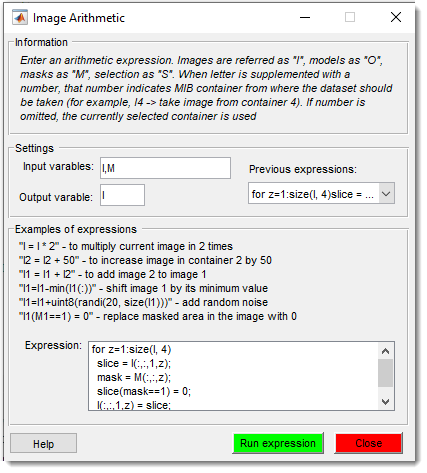 Image Arithmetic
Information
Enter an arithmetic expression. Images are referred as "I", models as "O",
masks as "M", selection as "S". When letter is supplemented with a
number, that number indicates MIB container from where the dataset should
be taken (for example, I4 -> take image from container 4). If number is
omitted, the currently selected container is used
Settings
Input variables:
I,M
Previous expressions:
Output variable:
I
for z=1:size(I, 4)slice = ...
Examples of expressions
"I = I * 2" - to multiply current image in 2 times
"I2 = I2 + 50" - to increase image in container 2 by 50
"I1 = I1 + I2" - to add image 2 to image 1
"I1=I1-min(I1(:))" - shift image 1 by its minimum value
"I1=I1+uint8(randi(20, size(I1)))" - add random noise
"I1(M1==1) = 0" - replace masked area in the image with 0
Expression:
for z=1:size(I, 4)
slice = I(:,:,1,z);
mask = M(:,:,z);
slice(mask==1) = 0;
I(:,:,1,z) = slice;
Help
Run expression
Close